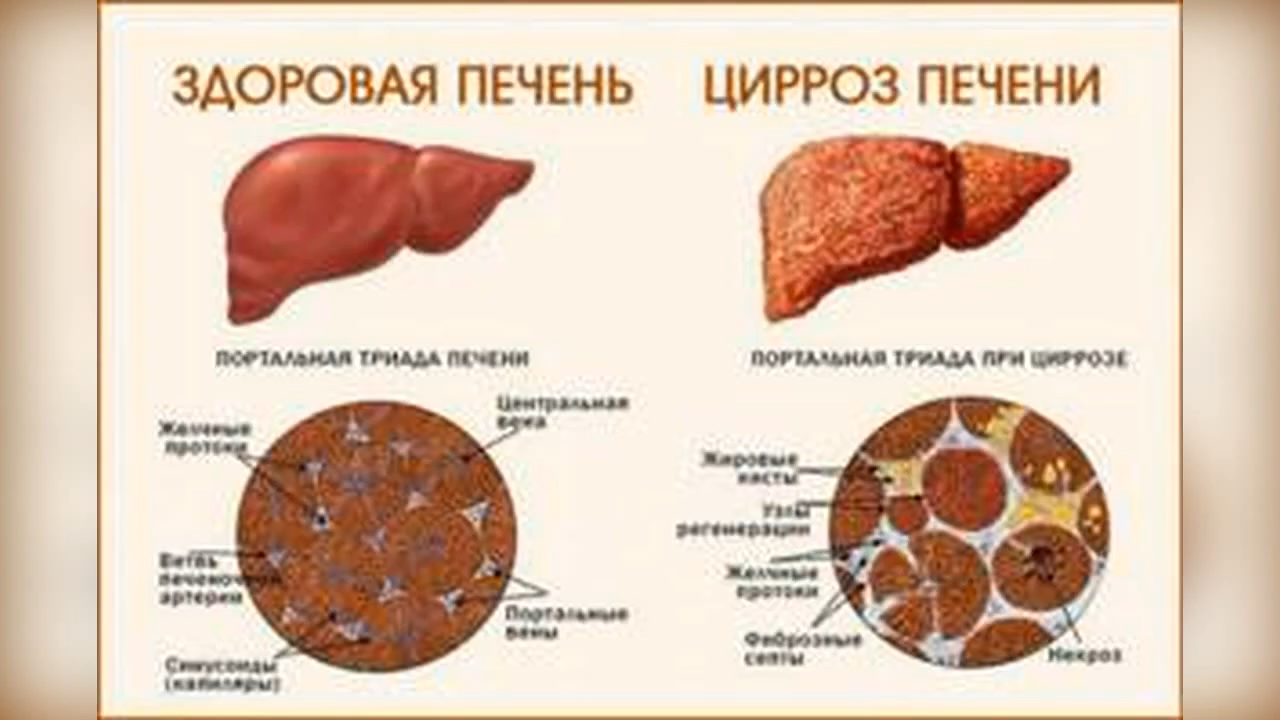 ЗДОРОВАЯ ПЕЧЕНЬ
ЦИРРОЗ ПЕЧЕНИ
ПОРТАЛЬНАЯ ТРИАДА ПЕЧЕНИ
ПОРТАЛЬНАЯ ТРИАДА ПРИ ЦИРРОЗЕ
Центральная
вена
Желчные
протоки
Ветвь
печеночной
артерии
Портальные
вены
Синусоиды
(капиляры)
Жировые
кисты
Узлы
регенерации
Желчные
протоки
Фиброзные
септы
Некроз